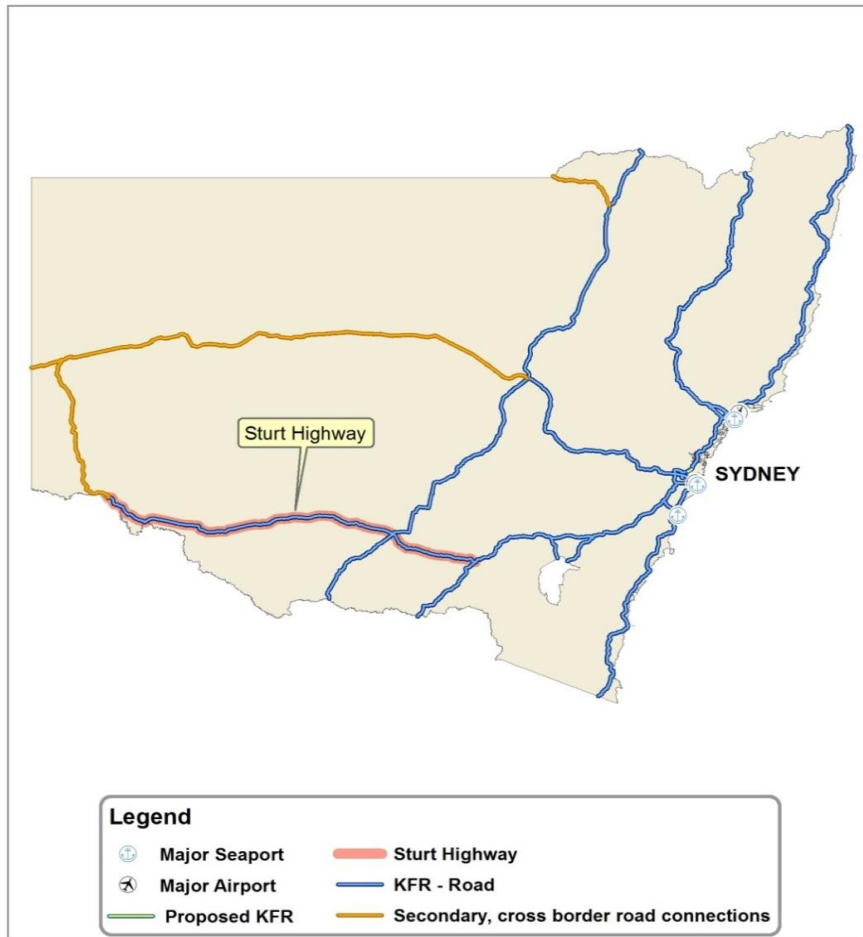 Sturt Highway
SYDNEY
Legend
Major Seaport
Sturt Highway
Major Airport
KFR - Road
Proposed KFR
Secondary, cross border road connections